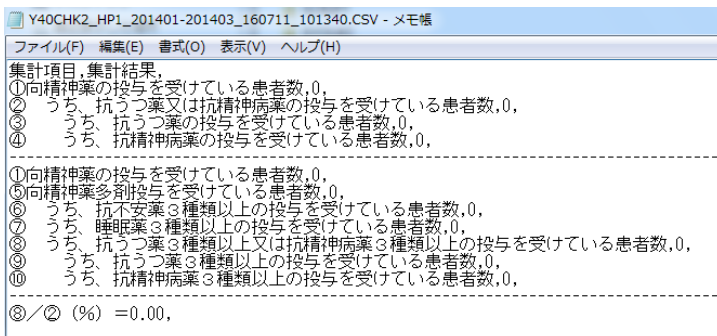 Y40CHK2_HP1_201401-201403_160711_101340.CSV - メモ帳
ファイル(F) 編集(E) 書式(O) 表示(V) ヘルプ(H)
集計項目,集計結果,
①向精神薬の投与を受けている患者数,0,
② うち、抗うつ薬又は抗精神病薬の投与を受けている患者数,0,
③ うち、抗うつ薬の投与を受けている患者数,0,
④ うち、抗精神病薬の投与を受けている患者数,0,
--------------------------------------------------------------------------------
①向精神薬の投与を受けている患者数,0,
⑤向精神薬多剤投与を受けている患者数,0,
⑥ うち、抗不安薬3種類以上の投与を受けている患者数,0,
⑦ うち、睡眠薬3種類以上の投与を受けている患者数,0,
⑧ うち、抗うつ薬3種類以上又は抗精神病薬3種類以上の投与を受けている患者数,0,
⑨ うち、抗うつ薬3種類以上の投与を受けている患者数,0,
⑩ うち、抗精神病薬3種類以上の投与を受けている患者数,0,
--------------------------------------------------------------------------------
⑧/② (%) =0.00,